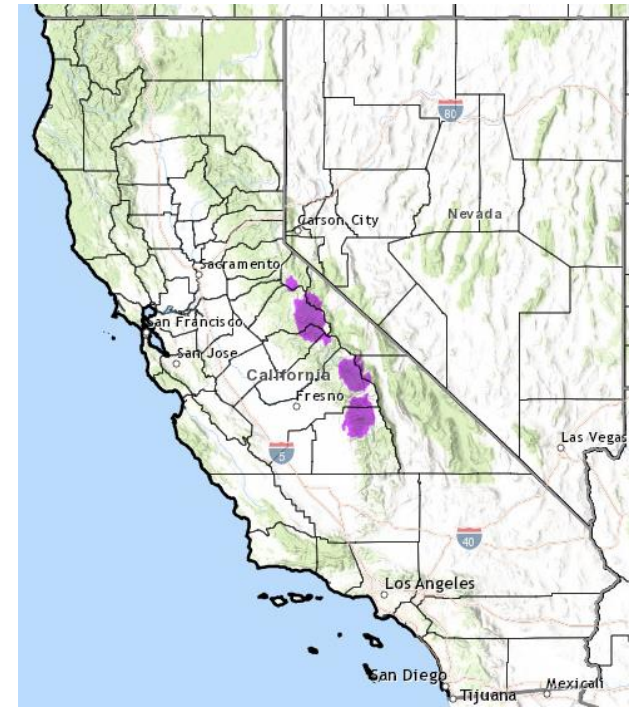 80
Carson City
Nevada
Sacramento
San Francisco
San Jose
California
Fresno
Las Vegas
5
40
Los Angeles
San Diego
Tijuana
Mexicali